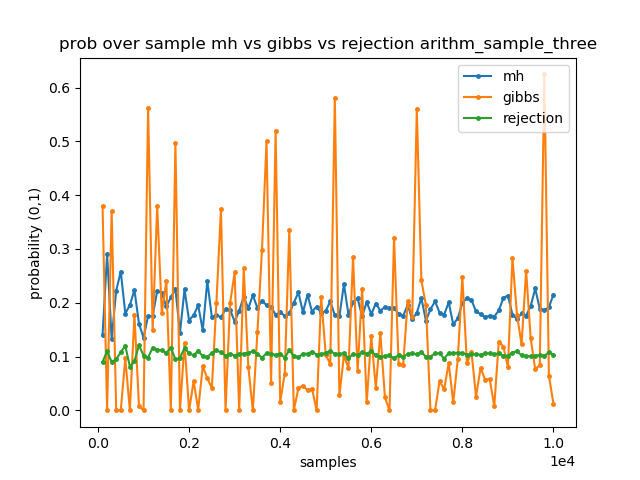 prob over sample mh vs gibbs vs rejection arithm_sample_three
mh
gibbs
rejection
probability (0,1)
0.6
0.5
0.4
0.3
0.2
0.1
0.0
0.0 0.2 0.4 0.6 0.8 1.0
1e4
samples